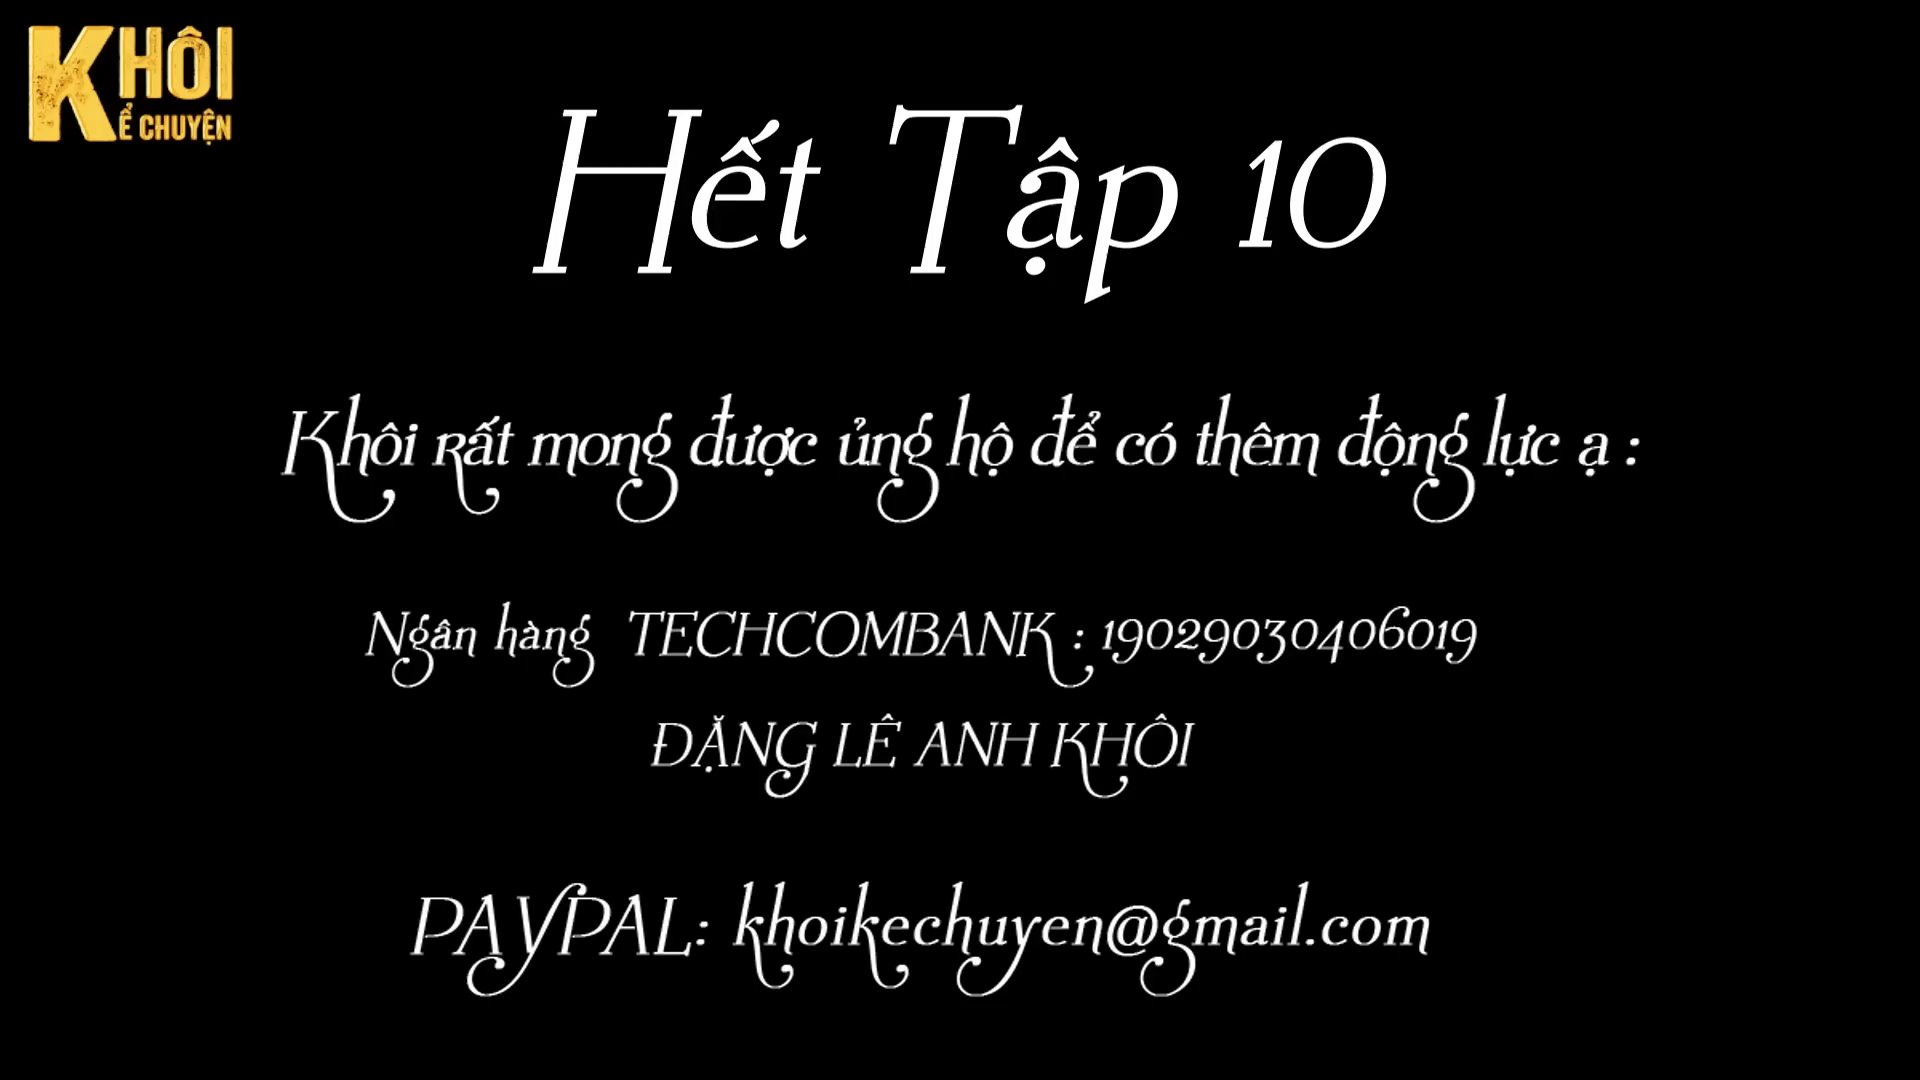 KHÔI
KỂ CHUYỆN
Hết Tập 10
Khôi rất mong được ủng hộ để có thêm động lực ạ :
Ngân hàng TECHCOMBANK : 19029030406019
ĐẶNG LÊ ANH KHÔI
PAYPAL: khoikechuyen@gmail.com